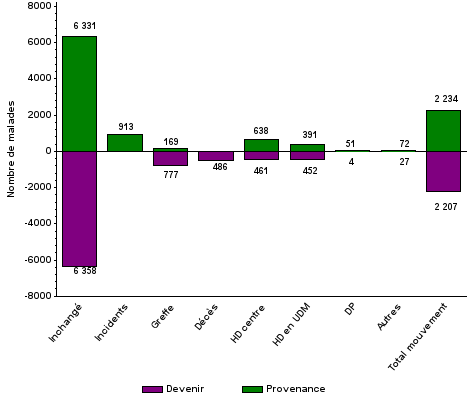 8000
6000
4000
2000
0
-2000
-4000
-6000
-8000
Nombre de malades
6 331
913
169
638
391
51
72
2 234
6 358
777
486
461
452
4
27
2 207
Inchangé
Incidents
Greffe
Décès
HD centre
HD en UDM
DP
Autres
Total mouvement
Devenir
Provenance